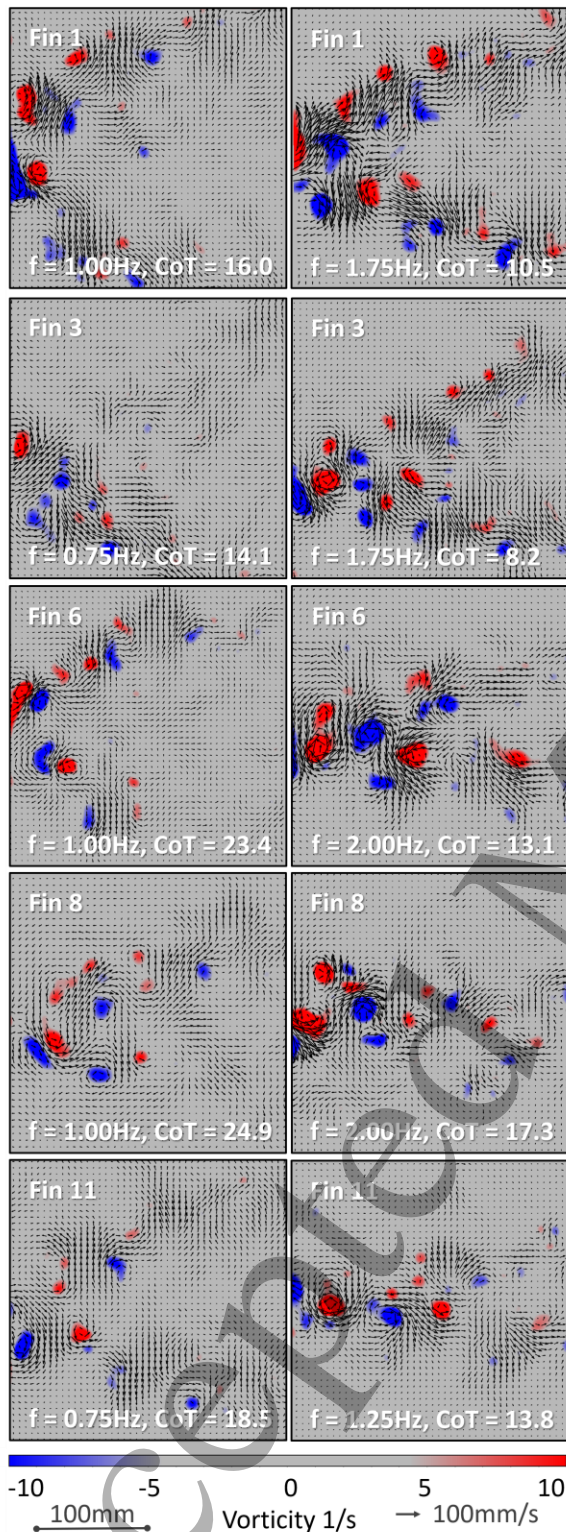 Fin 1
f = 1.00Hz, CoT = 16.0
Fin 1
f = 1.75Hz, CoT = 10.5
Fin 3
f = 0.75Hz, CoT = 14.1
Fin 3
f = 1.75Hz, CoT = 8.2
Fin 6
f = 1.00Hz, CoT = 23.4
Fin 6
f = 2.00Hz, CoT = 13.1
Fin 8
f = 1.00Hz, CoT = 24.9
Fin 8
f = 2.00Hz, CoT = 17.3
Fin 11
f = 0.75Hz, CoT = 18.5
Fin 11
f = 1.25Hz, CoT = 13.8
-10 -5 0 5 10
100mm Vorticity 1/s → 100mm/s
cepted M